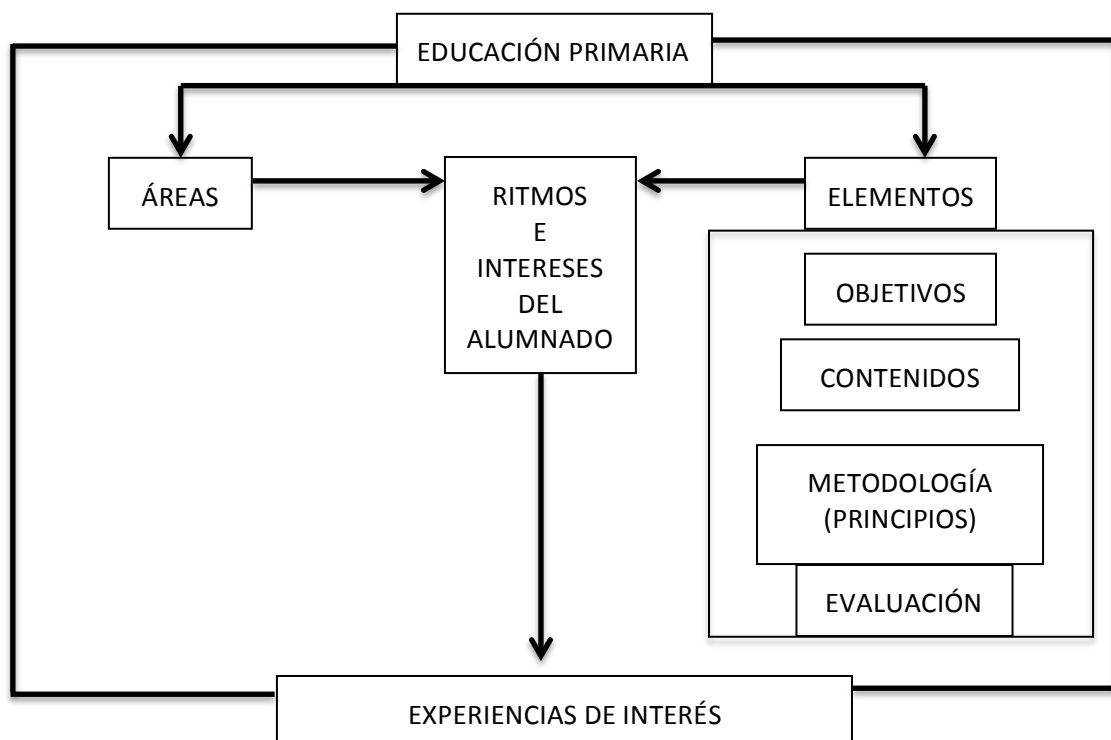 EDUCACIÓN PRIMARIA
ÁREAS
RITMOS
E
INTERESES
DEL
ALUMNADO
ELEMENTOS
OBJETIVOS
CONTENIDOS
METODOLOGÍA
(PRINCIPIOS)
EVALUACIÓN
EXPERIENCIAS DE INTERÉS